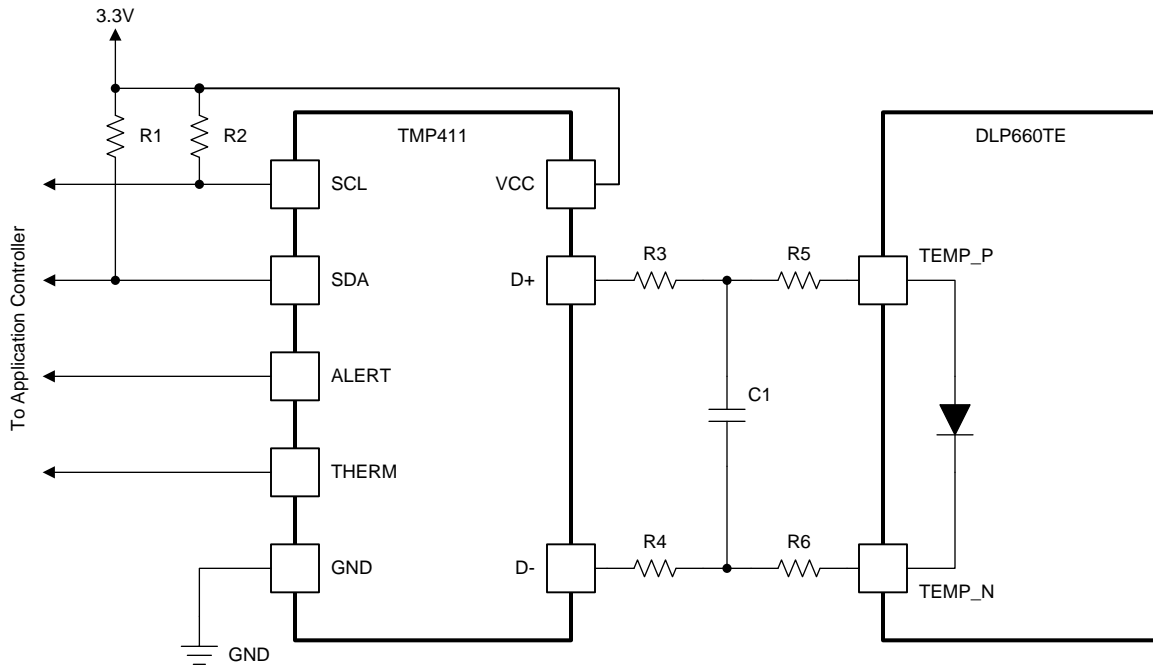 3.3V
R1
R2
TMP411
DLP660TE
SCL
VCC
R3
R5
TEMP_P
SDA
D+
To Application Controller
ALERT
C1
THERM
R4
R6
GND
D-
TEMP_N
GND